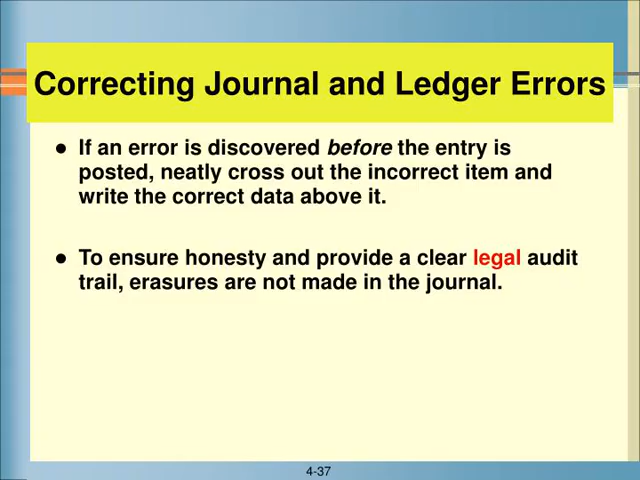 Correcting Journal and Ledger Errors
● If an error is discovered before the entry is
posted, neatly cross out the incorrect item and
write the correct data above it.
● To ensure honesty and provide a clear legal audit
trail, erasures are not made in the journal.
4-37